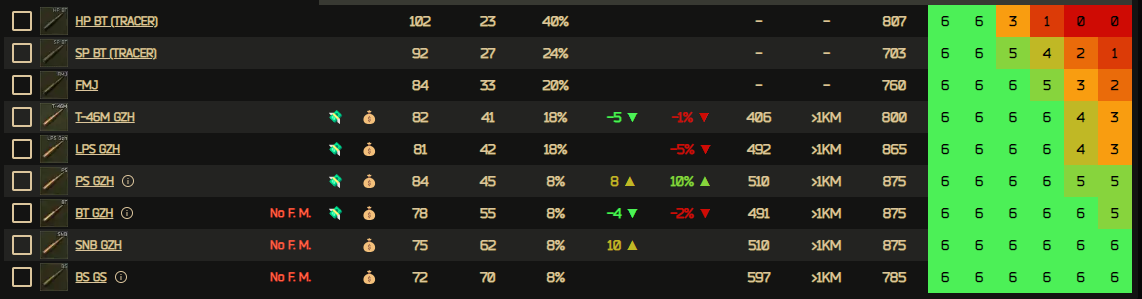 HP BT (TRACER) 102 23 40% - - 807 6 6 3 1 0 0
SP BT (TRACER) 92 27 24% - - 703 6 6 5 4 2 1
FMJ 84 33 20% - - 760 6 6 6 5 3 2
T-46M GZH 82 41 18% -5 ▼ -1% ▼ 406 >1KM 800 6 6 6 6 4 3
LPS GZH 81 42 18% -5% ▼ 492 >1KM 865 6 6 6 6 4 3
PS GZH 84 45 8% 8 ▲ 10% ▲ 510 >1KM 875 6 6 6 6 5 5
BT GZH No F. M. 78 55 8% -4 ▼ -2% ▼ 491 >1KM 875 6 6 6 6 6 5
SNB GZH No F. M. 75 62 8% 10 ▲ 510 >1KM 875 6 6 6 6 6 6
BS GS No F. M. 72 70 8% 597 >1KM 785 6 6 6 6 6 6